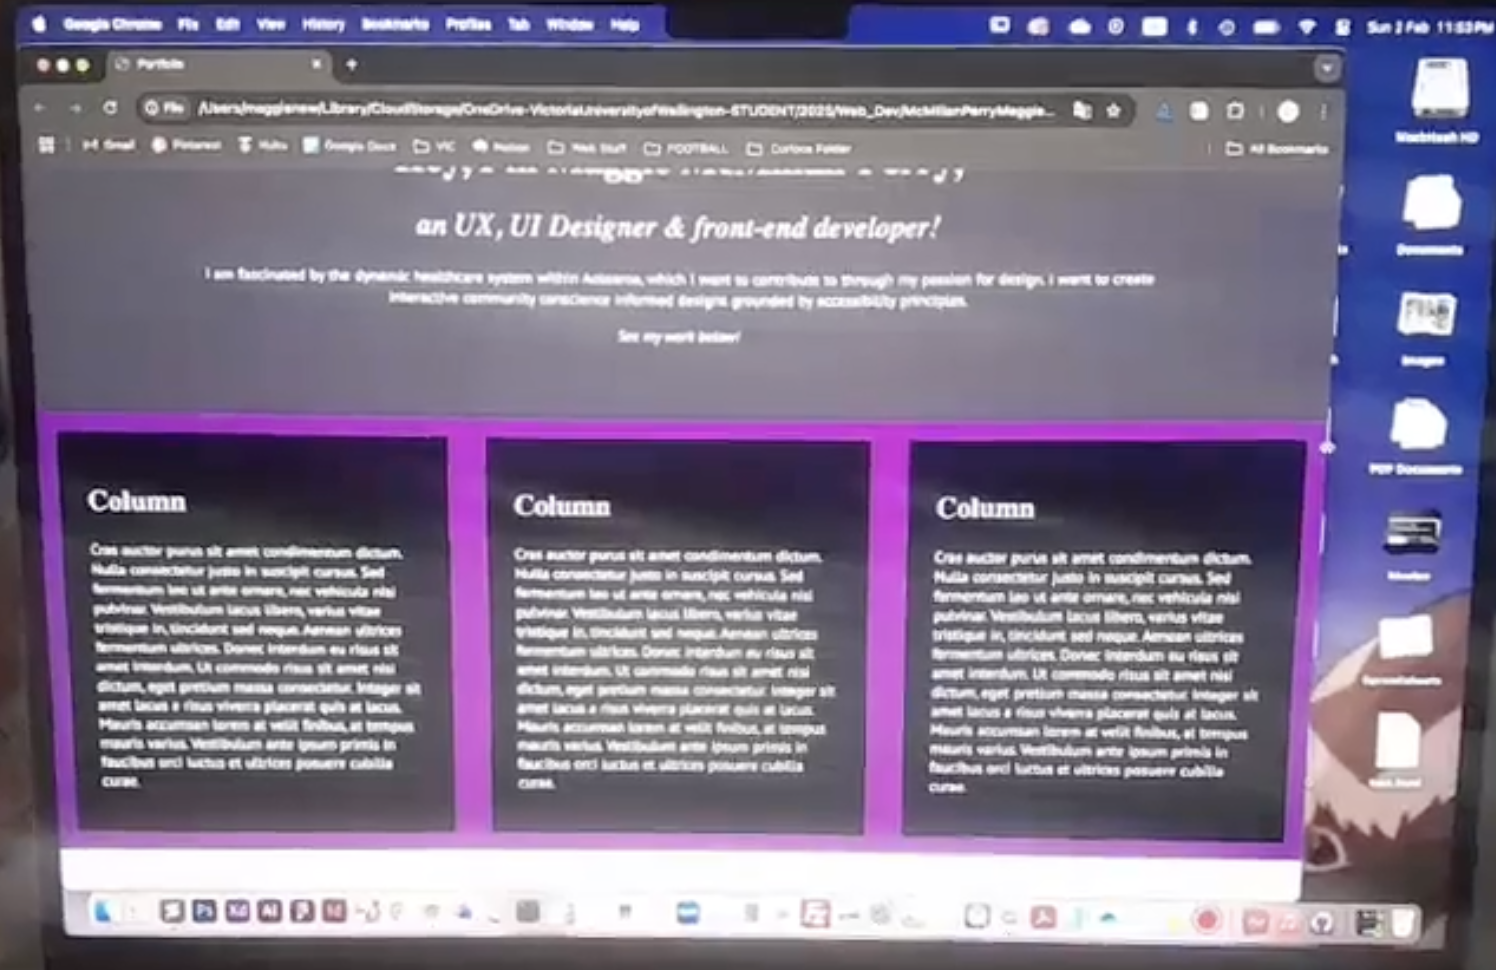 Google Chrome File Edit View History Bookmarks Profiles Tab Window Help
Sun 2 Feb 11:53 PM
Portfolio
File /Users/maggienew/Library/CloudStorage/OneDrive-VictoriaUniversityofWellington-STUDENT/2025/Web_Dev/McMillanPerryMaggie...
Gmail Pinterest Google Docs VIC Notion FOOTBALL Curioos Folder All Bookmarks
an UX, UI Designer & front-end developer!
I am fascinated by the dynamic healthcare system within Aotearoa, which I want to contribute to through my passion for design. I want to create
interactive community conscience informed designs grounded by accessibility principles.
See my work below!
Column
Cras auctor purus sit amet condimentum dictum.
Nulla consectetur justo in suscipit cursus. Sed
fermentum leo ut ante ornare, nec vehicula nisl
pulvinar. Vestibulum lacus libero, varius vitae
tristique in, tincidunt sed neque. Aenean ultrices
fermentum ultrices. Donec interdum eu risus sit
amet interdum. Ut commodo risus sit amet nisl
dictum, eget pretium massa consectetur. Integer sit
amet lacus a risus viverra placerat quis at lacus.
Mauris accumsan lorem at velit finibus, at tempus
mauris varius. Vestibulum ante ipsum primis in
faucibus orci luctus et ultrices posuere cubilia
curae.
Column
Cras auctor purus sit amet condimentum dictum.
Nulla consectetur justo in suscipit cursus. Sed
fermentum leo ut ante ornare, nec vehicula nisl
pulvinar. Vestibulum lacus libero, varius vitae
tristique in, tincidunt sed neque. Aenean ultrices
fermentum ultrices. Donec interdum eu risus sit
amet interdum. Ut commodo risus sit amet nisl
dictum, eget pretium massa consectetur. Integer sit
amet lacus a risus viverra placerat quis at lacus.
Mauris accumsan lorem at velit finibus, at tempus
mauris varius. Vestibulum ante ipsum primis in
faucibus orci luctus et ultrices posuere cubilia
curae.
Column
Cras auctor purus sit amet condimentum dictum.
Nulla consectetur justo in suscipit cursus. Sed
fermentum leo ut ante ornare, nec vehicula nisl
pulvinar. Vestibulum lacus libero, varius vitae
tristique in, tincidunt sed neque. Aenean ultrices
fermentum ultrices. Donec interdum eu risus sit
amet interdum. Ut commodo risus sit amet nisl
dictum, eget pretium massa consectetur. Integer sit
amet lacus a risus viverra placerat quis at lacus.
Mauris accumsan lorem at velit finibus, at tempus
mauris varius. Vestibulum ante ipsum primis in
faucibus orci luctus et ultrices posuere cubilia
curae.
Macintosh HD
Documents
Images
PDF Documents
Spreadsheets
Ps Xd Ai Id